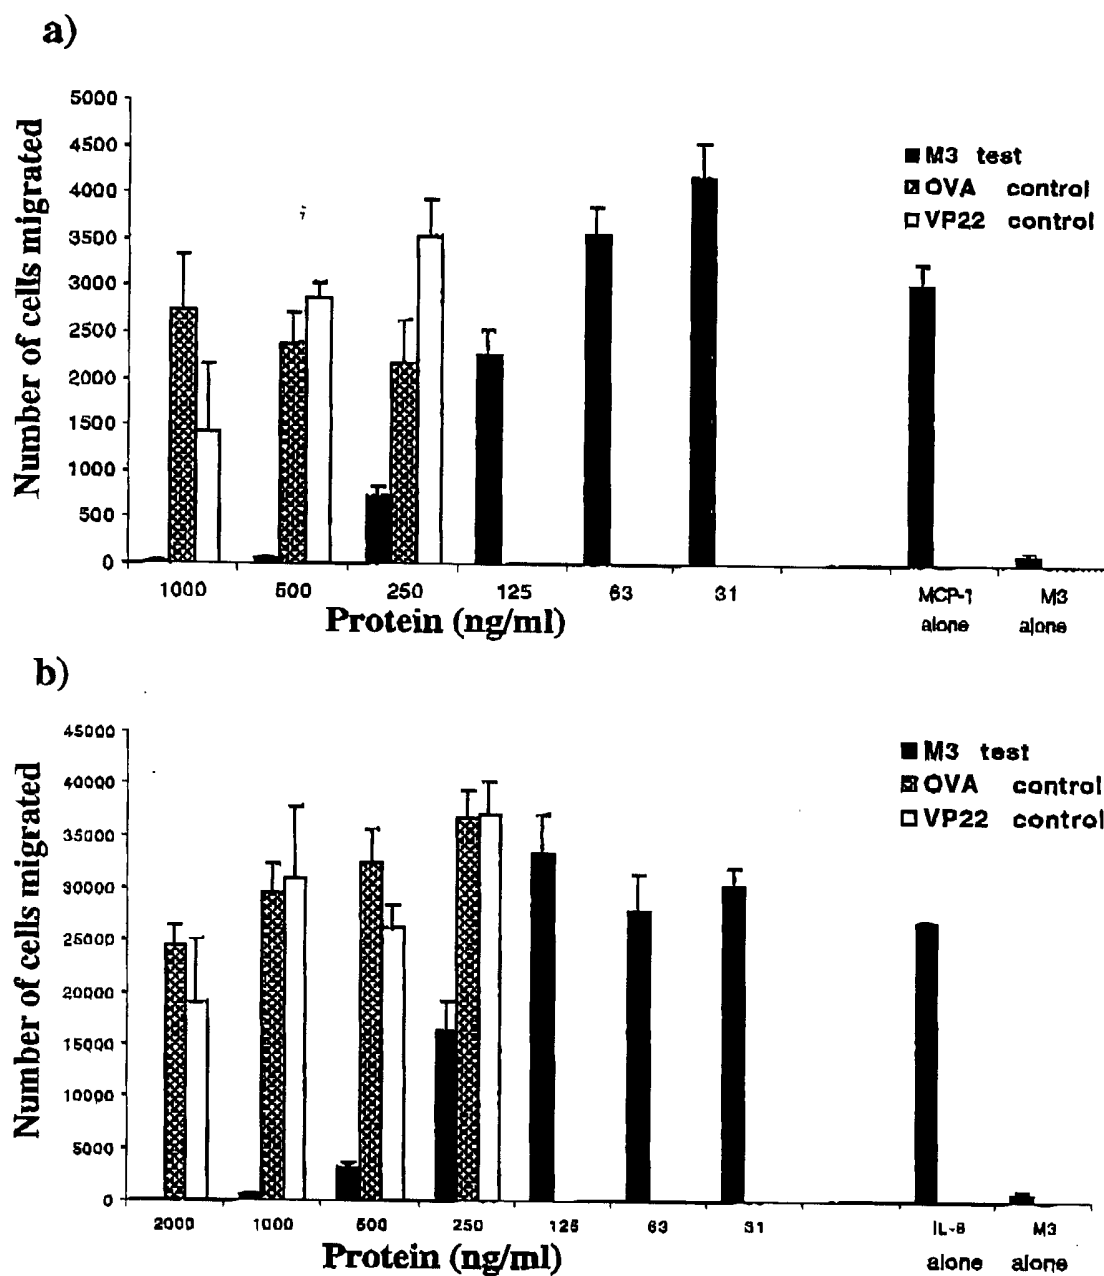 a)
Number of cells migrated
5000
4500
4000
3500
3000
2500
2000
1500
1000
500
0
M3 test
OVA control
VP22 control
1000 500 250 125 63 31 MCP-1 alone M3 alone
Protein (ng/ml)
b)
Number of cells migrated
45000
40000
35000
30000
25000
20000
15000
10000
5000
0
M3 test
OVA control
VP22 control
2000 1000 500 250 125 63 31 IL-8 alone M3 alone
Protein (ng/ml)